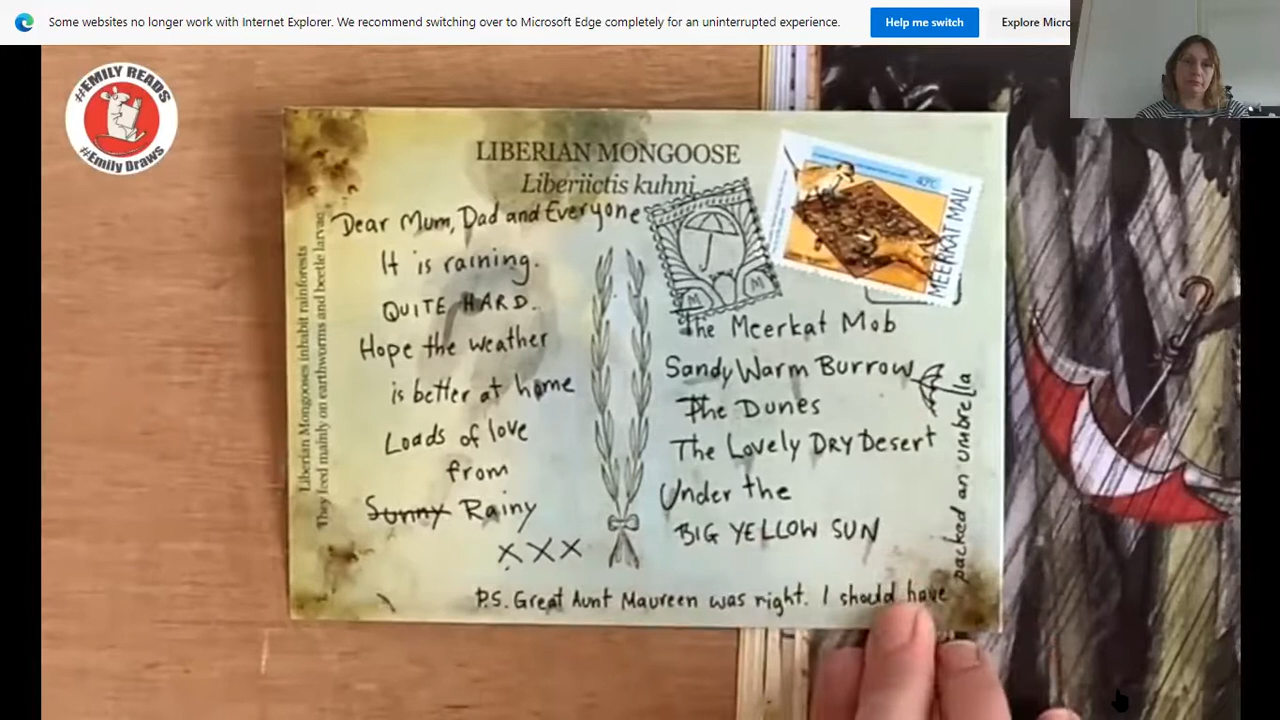 Some websites no longer work with Internet Explorer. We recommend switching over to Microsoft Edge completely for an uninterrupted experience.
Help me switch
Explore Micro
#EMILY READS
#Emily Draws
LIBERIAN MONGOOSE
Liberiictis kuhni
Dear Mum, Dad and Everyone
It is raining.
QUITE HARD.
Hope the weather
is better at home
Loads of love
from
Sunny Rainy
XXX
P.S. Great Aunt Maureen was right. I should have
packed an umbrella
The Meerkat Mob
Sandy Warm Burrow
The Dunes
The Lovely Dry Desert
Under the
BIG YELLOW SUN
MEERKAT MAIL
40c
M M
Liberian Mongooses inhabit rainforests
They feed mainly on earthworms and beetle larvae